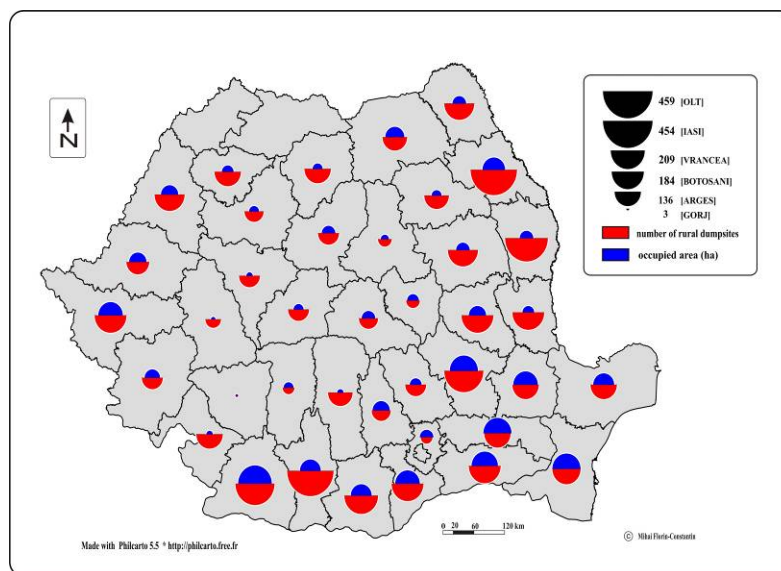 N
459 [OLT]
454 [IASI]
209 [VRANCEA]
184 [BOTOSANI]
136 [ARGES]
3 [GORJ]
number of rural dumpsites
occupied area (ha)
0 20 60 120 km
© Mihai Florin-Constantin
Made with Philcarto 5.5 * http://philcarto.free.fr